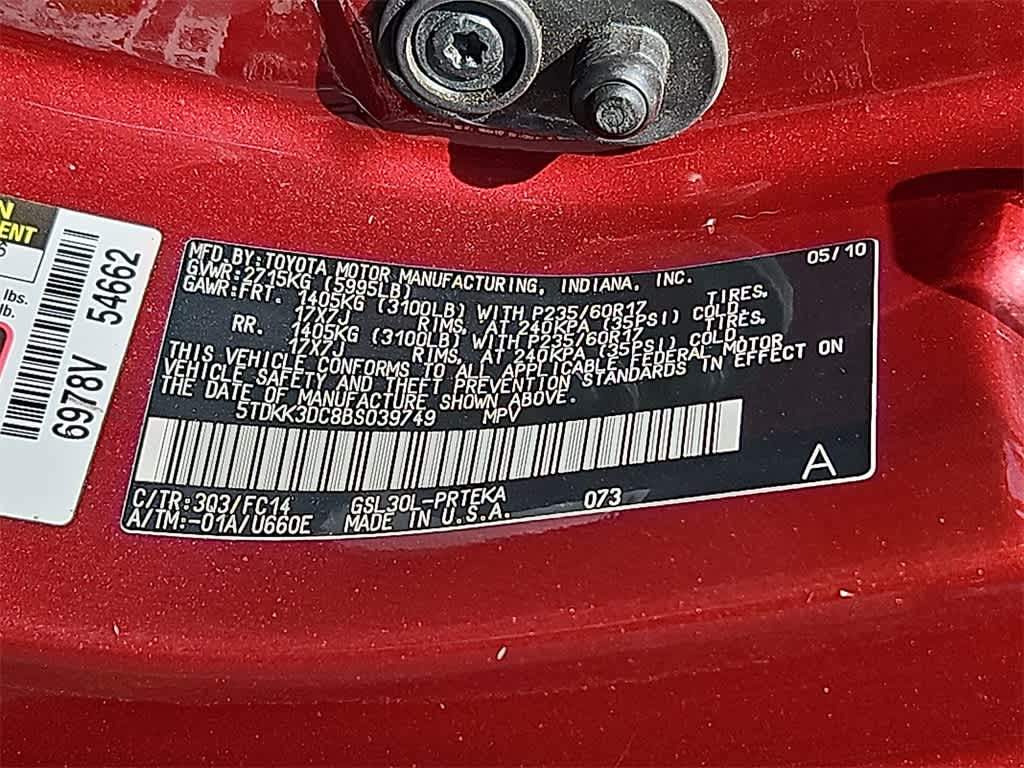 MFD.BY:TOYOTA MOTOR MANUFACTURING, INDIANA, INC. 05/10
GVWR:2715KG (5995LB)
GAWR:FRT. 1405KG (3100LB) WITH P235/60R17 TIRES,
17X7J RIMS, AT 240KPA (35PSI) COLD.
RR. 1405KG (3100LB) WITH P235/60R17 TIRES,
17X7J RIMS, AT 240KPA (35PSI) COLD.
THIS VEHICLE CONFORMS TO ALL APPLICABLE FEDERAL MOTOR
VEHICLE SAFETY AND THEFT PREVENTION STANDARDS IN EFFECT ON
THE DATE OF MANUFACTURE SHOWN ABOVE.
5TDKK3DC8BS039749 MPV
A
C/TR:3Q3/FC14 GSL30L-PRTEKA 073
A/TM:-01A/U660E MADE IN U.S.A.
N
ENT
6
lbs.
lb.
6978V 54662